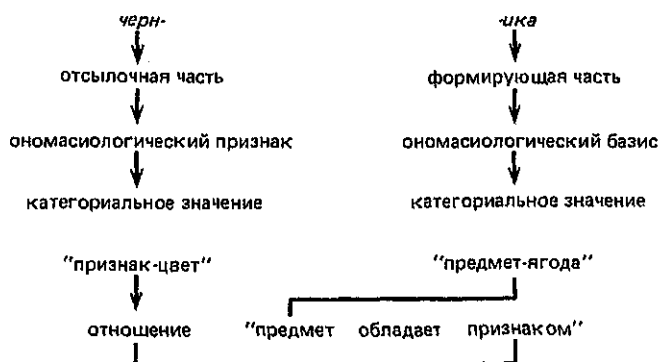 черн- -ика
отсылочная часть формирующая часть
ономасиологический признак ономасиологический базис
категориальное значение категориальное значение
"признак-цвет" "предмет-ягода"
отношение "предмет обладает признаком"